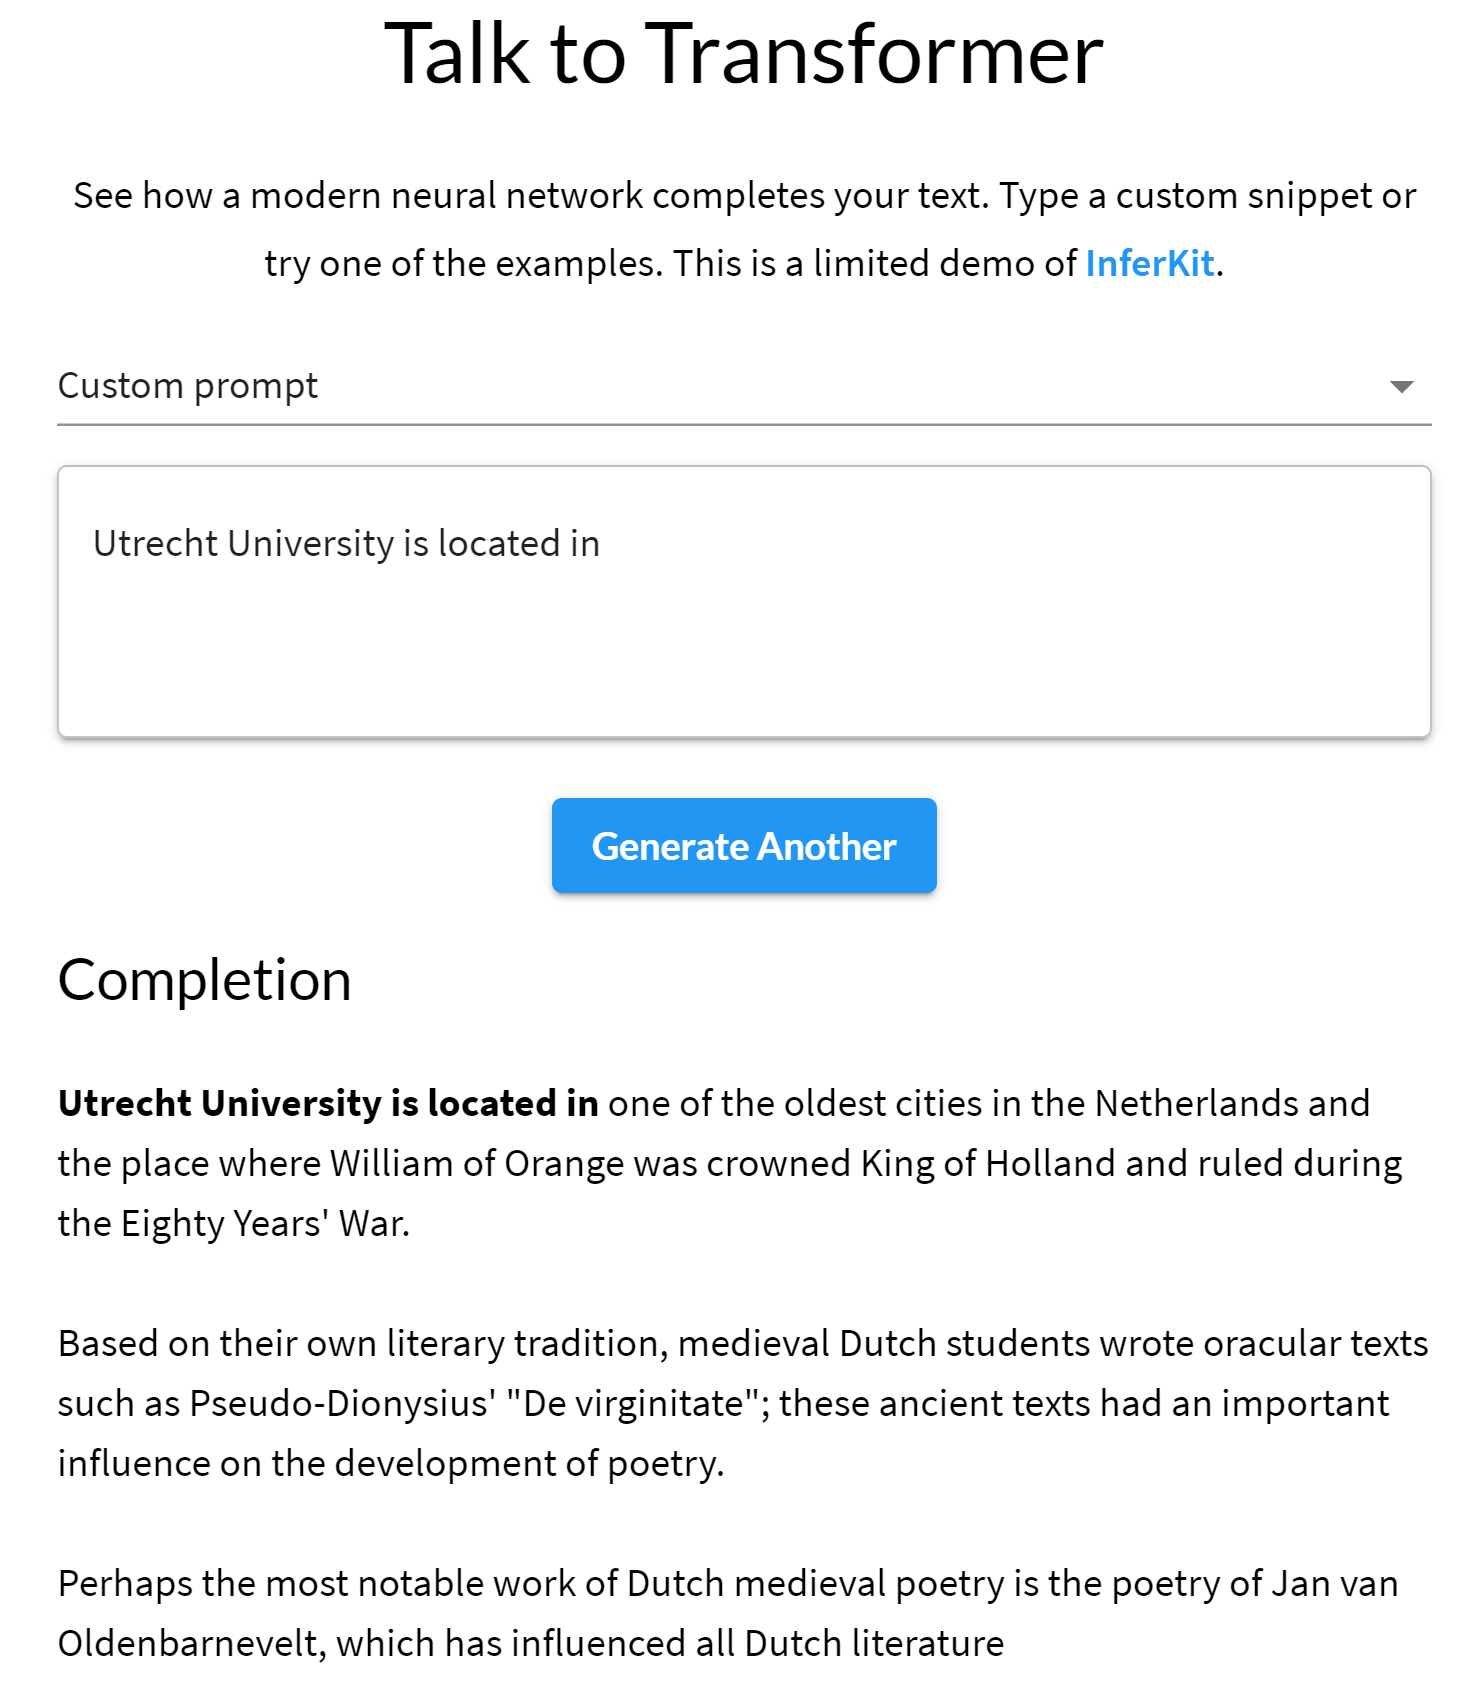 Talk to Transformer
See how a modern neural network completes your text. Type a custom snippet or
try one of the examples. This is a limited demo of InferKit.
Custom prompt
Utrecht University is located in
Generate Another
Completion
Utrecht University is located in one of the oldest cities in the Netherlands and
the place where William of Orange was crowned King of Holland and ruled during
the Eighty Years' War.
Based on their own literary tradition, medieval Dutch students wrote oracular texts
such as Pseudo-Dionysius' "De virginitate"; these ancient texts had an important
influence on the development of poetry.
Perhaps the most notable work of Dutch medieval poetry is the poetry of Jan van
Oldenbarnevelt, which has influenced all Dutch literature